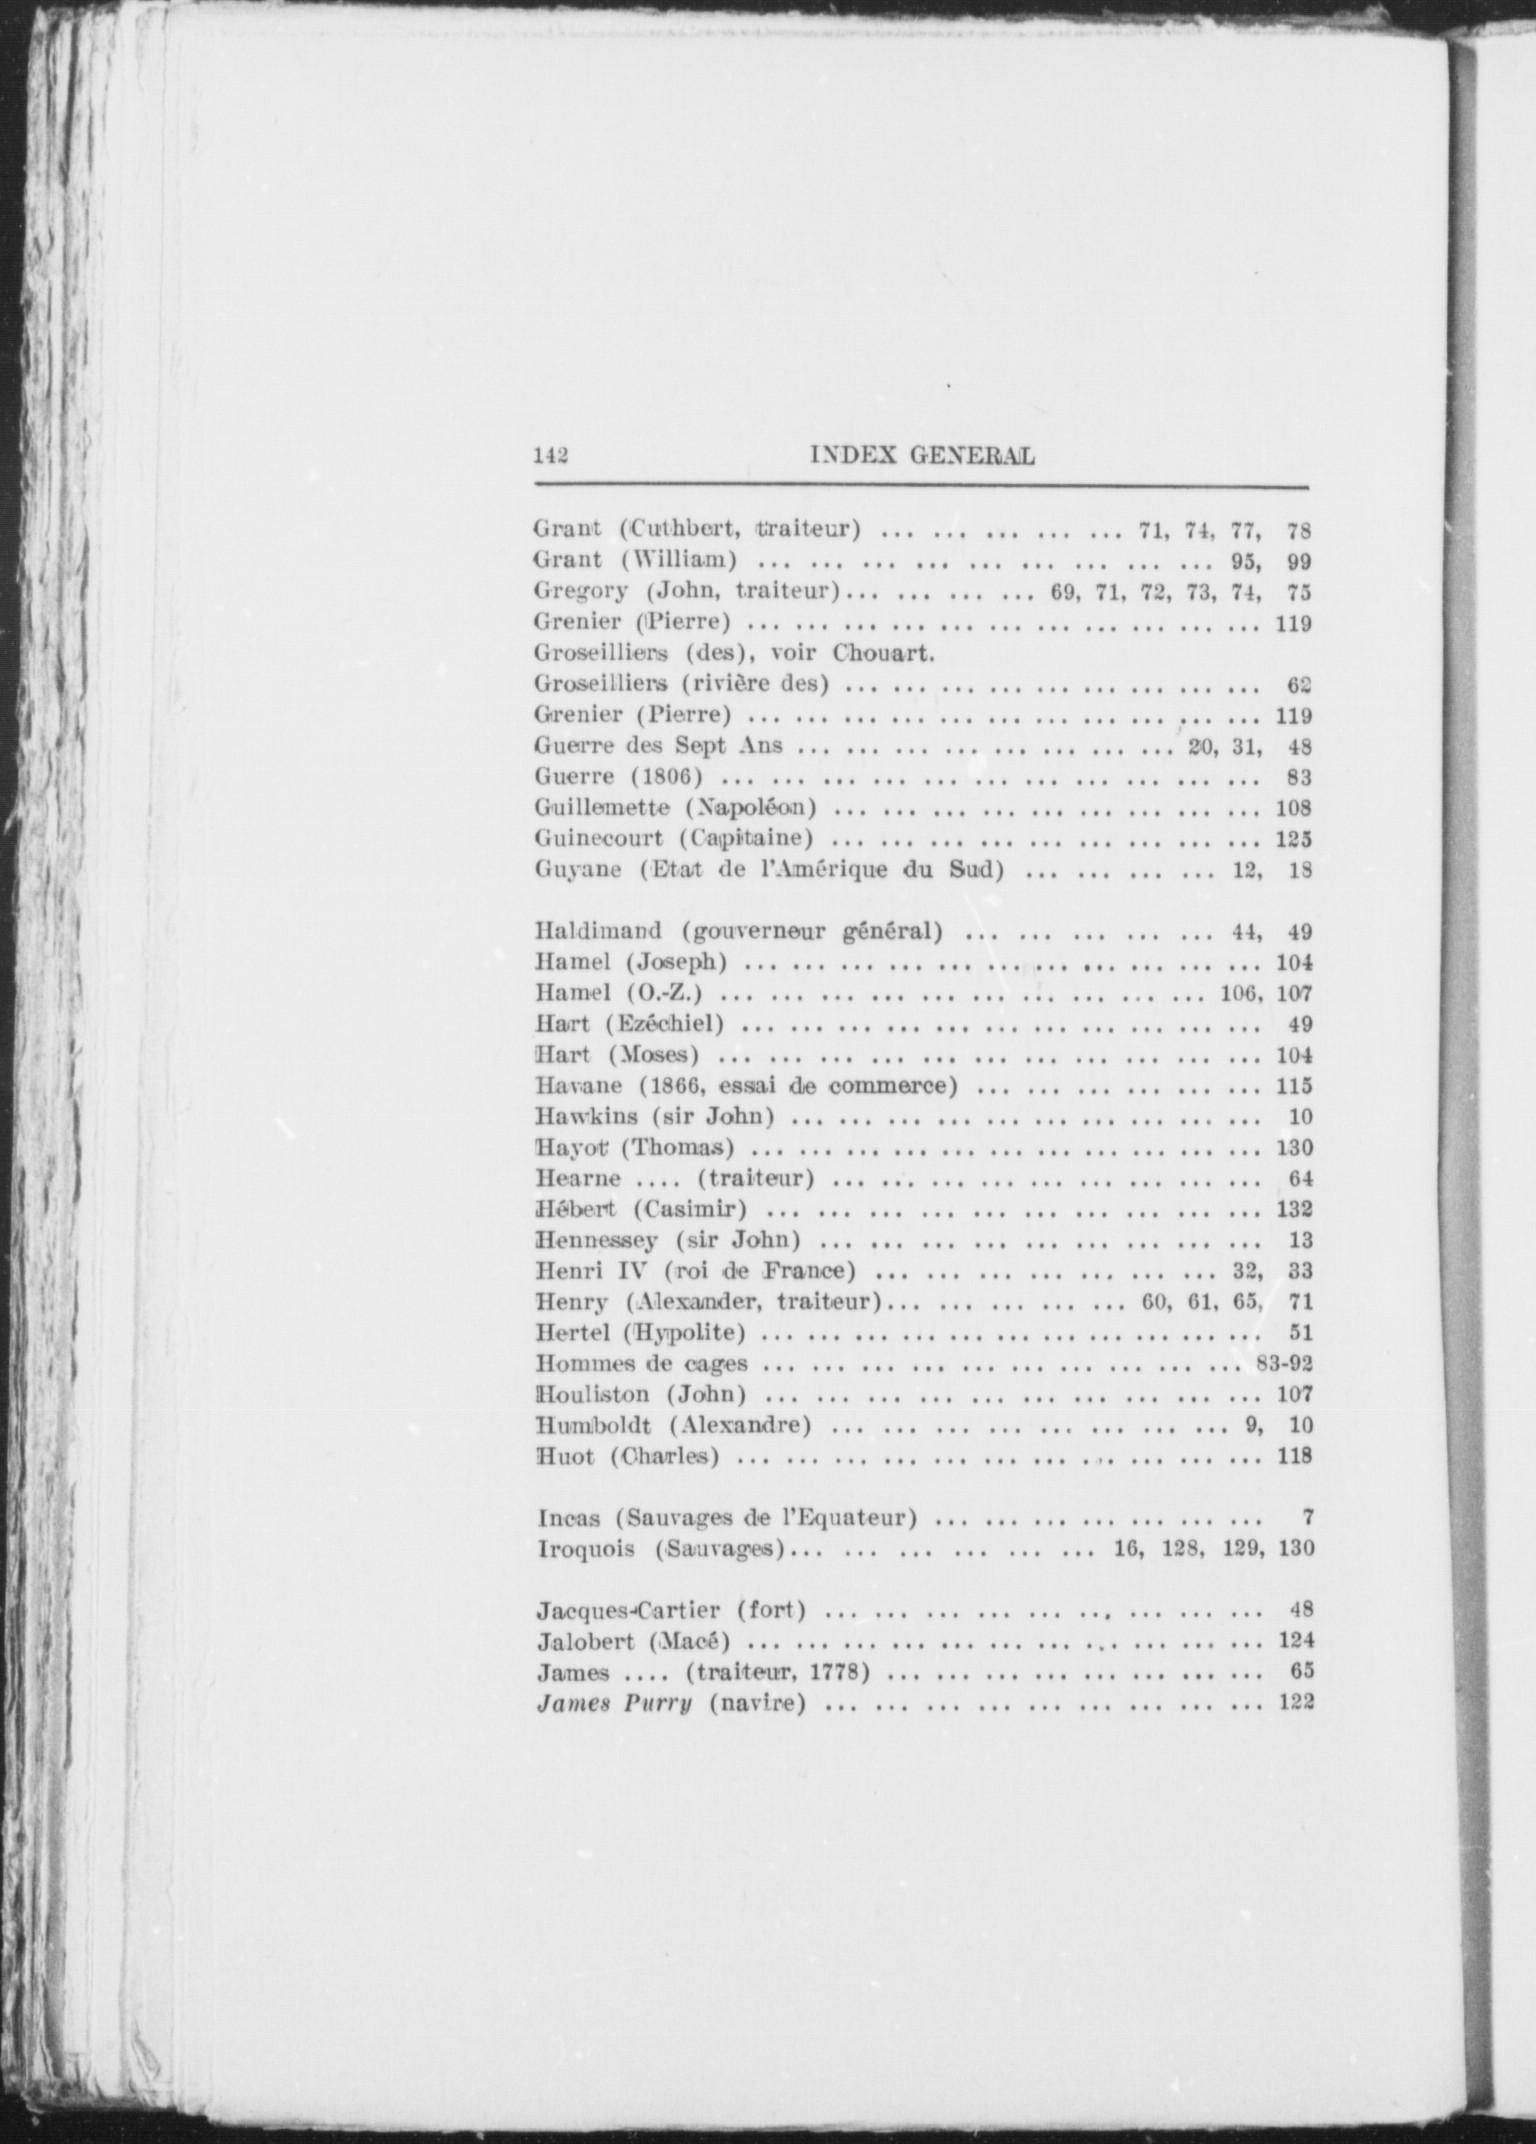 142 INDEX GENERAL
Grant (Cuthbert, traiteur) ... ... ... ... ... 71, 74, 77, 78
Grant (William) ... ... ... ... ... ... ... ... ... 95, 99
Gregory (John, traiteur)... ... ... ... 69, 71, 72, 73, 74, 75
Grenier (Pierre) ... ... ... ... ... ... ... ... ... ... ... 119
Groseilliers (des), voir Chouart.
Groseilliers (rivière des) ... ... ... ... ... ... ... ... ... 62
Grenier (Pierre) ... ... ... ... ... ... ... ... ... ... ... 119
Guerre des Sept Ans ... ... ... ... ... ... ... ... 20, 31, 48
Guerre (1806) ... ... ... ... ... ... ... ... ... ... ... 83
Guillemette (Napoléon) ... ... ... ... ... ... ... ... ... 108
Guinecourt (Capitaine) ... ... ... ... ... ... ... ... ... 125
Guyane (Etat de l'Amérique du Sud) ... ... ... ... 12, 18
Haldimand (gouverneur général) ... ... ... ... ... 44, 49
Hamel (Joseph) ... ... ... ... ... ... ... ... ... ... ... 104
Hamel (O.-Z.) ... ... ... ... ... ... ... ... ... ... 106, 107
Hart (Ezéchiel) ... ... ... ... ... ... ... ... ... ... ... 49
Hart (Moses) ... ... ... ... ... ... ... ... ... ... ... 104
Havane (1866, essai de commerce) ... ... ... ... ... ... 115
Hawkins (sir John) ... ... ... ... ... ... ... ... ... ... 10
Hayot (Thomas) ... ... ... ... ... ... ... ... ... ... ... 130
Hearne .... (traiteur) ... ... ... ... ... ... ... ... ... 64
Hébert (Casimir) ... ... ... ... ... ... ... ... ... ... 132
Hennessey (sir John) ... ... ... ... ... ... ... ... ... 13
Henri IV (roi de France) ... ... ... ... ... ... ... 32, 33
Henry (Alexander, traiteur)... ... ... ... ... 60, 61, 65, 71
Hertel (Hypolite) ... ... ... ... ... ... ... ... ... ... ... 51
Hommes de cages ... ... ... ... ... ... ... ... ... ... 83-92
Houliston (John) ... ... ... ... ... ... ... ... ... ... 107
Humboldt (Alexandre) ... ... ... ... ... ... ... ... 9, 10
Huot (Charles) ... ... ... ... ... ... ... ... ... ... ... 118
Incas (Sauvages de l'Equateur) ... ... ... ... ... ... ... 7
Iroquois (Sauvages)... ... ... ... ... ... 16, 128, 129, 130
Jacques-Cartier (fort) ... ... ... ... ... ... ... ... ... 48
Jalobert (Macé) ... ... ... ... ... ... ... ... ... ... ... 124
James .... (traiteur, 1778) ... ... ... ... ... ... ... ... 65
James Purry (navire) ... ... ... ... ... ... ... ... ... 122